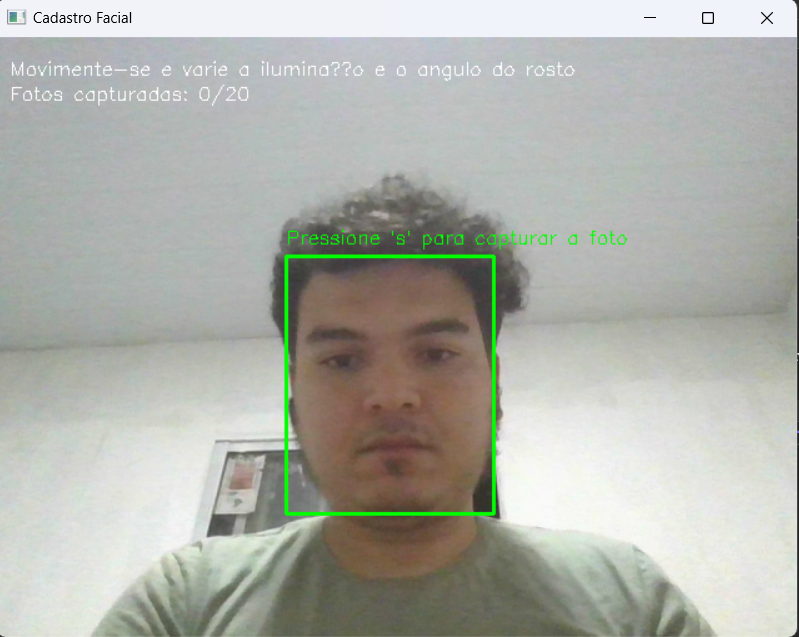 Cadastro Facial
Movimente-se e varie a ilumina??o e o angulo do rosto
Fotos capturadas: 0/20
Pressione 's' para capturar a foto